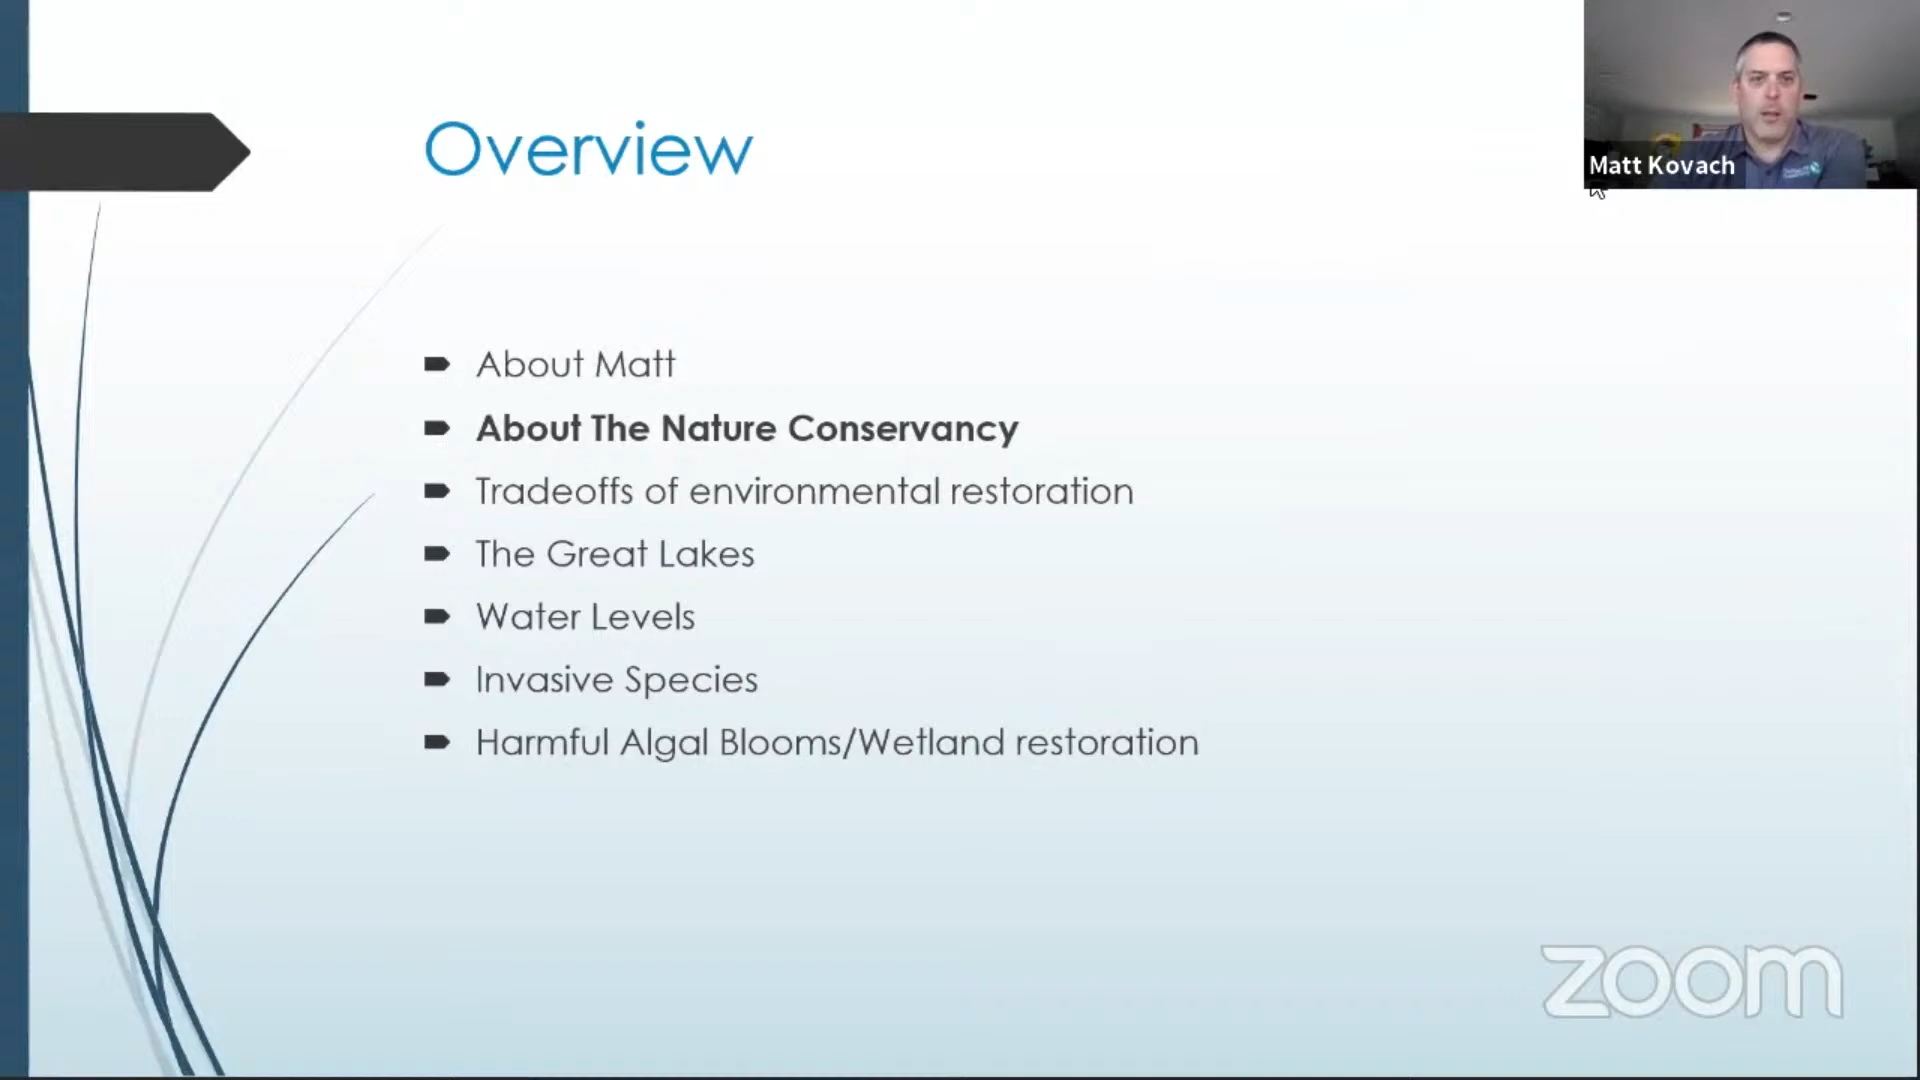 Overview
Matt Kovach
About Matt
About The Nature Conservancy
Tradeoffs of environmental restoration
The Great Lakes
Water Levels
Invasive Species
Harmful Algal Blooms/Wetland restoration
zoom